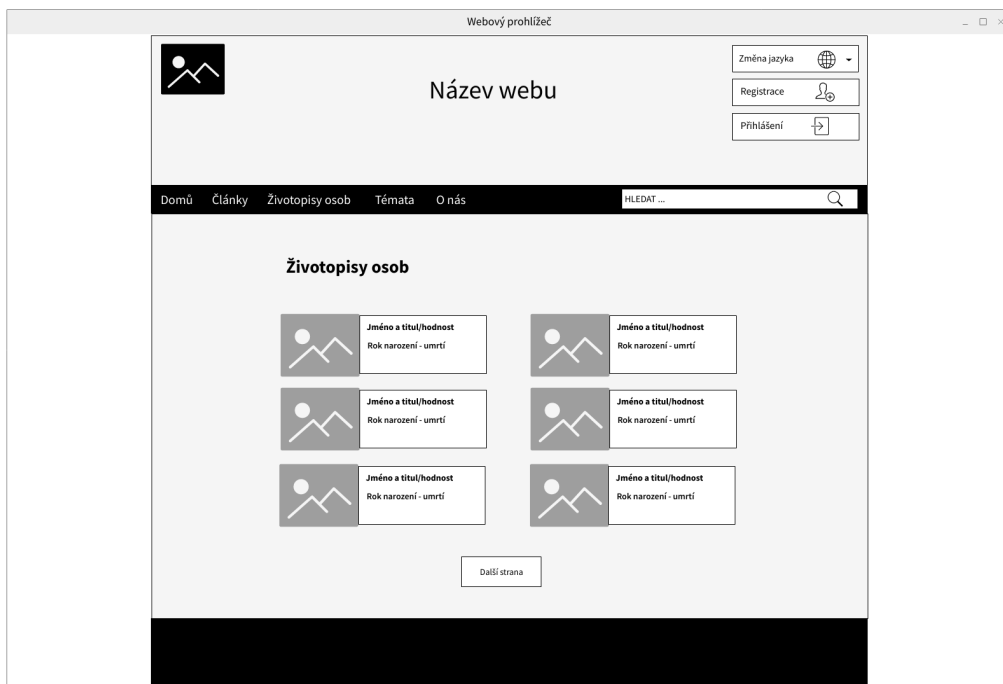 Webový prohlížeč
Název webu
Změna jazyka
Registrace
Přihlášení
Domů Články Životopisy osob Témata O nás HLEDAT ...
Životopisy osob
Jméno a titul/hodnost
Rok narození - umrtí
Jméno a titul/hodnost
Rok narození - umrtí
Jméno a titul/hodnost
Rok narození - umrtí
Jméno a titul/hodnost
Rok narození - umrtí
Jméno a titul/hodnost
Rok narození - umrtí
Jméno a titul/hodnost
Rok narození - umrtí
Další strana